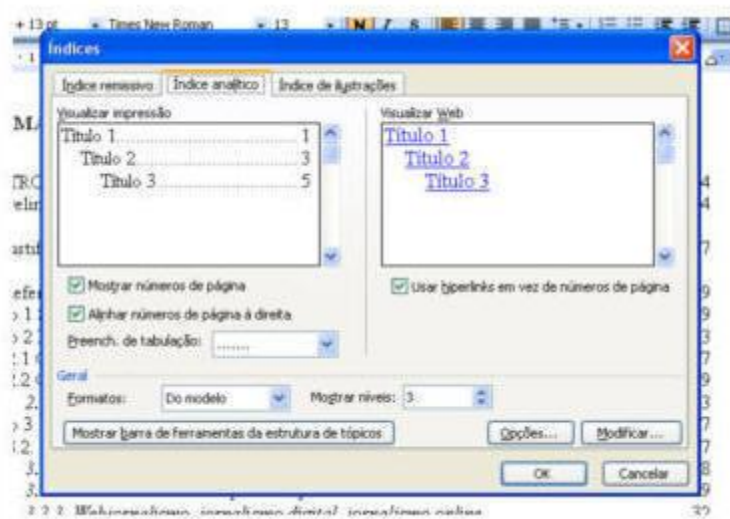 + 13 pt Times New Roman 13 N I S
Índices
Índice remissivo Índice analítico Índice de ilustrações
Visualizar impressão
Título 1 1
Título 2 3
Título 3 5
Visualizar Web
Título 1
Título 2
Título 3
Mostrar números de página
Alinhar números de página à direita
Preench. de tabulação: .......
Usar hiperlinks em vez de números de página
Geral
Formatos: Do modelo Mostrar níveis: 3
Mostrar barra de ferramentas da estrutura de tópicos Opções... Modificar...
OK Cancelar
Webjornalismo, jornalismo digital, jornalismo online 32